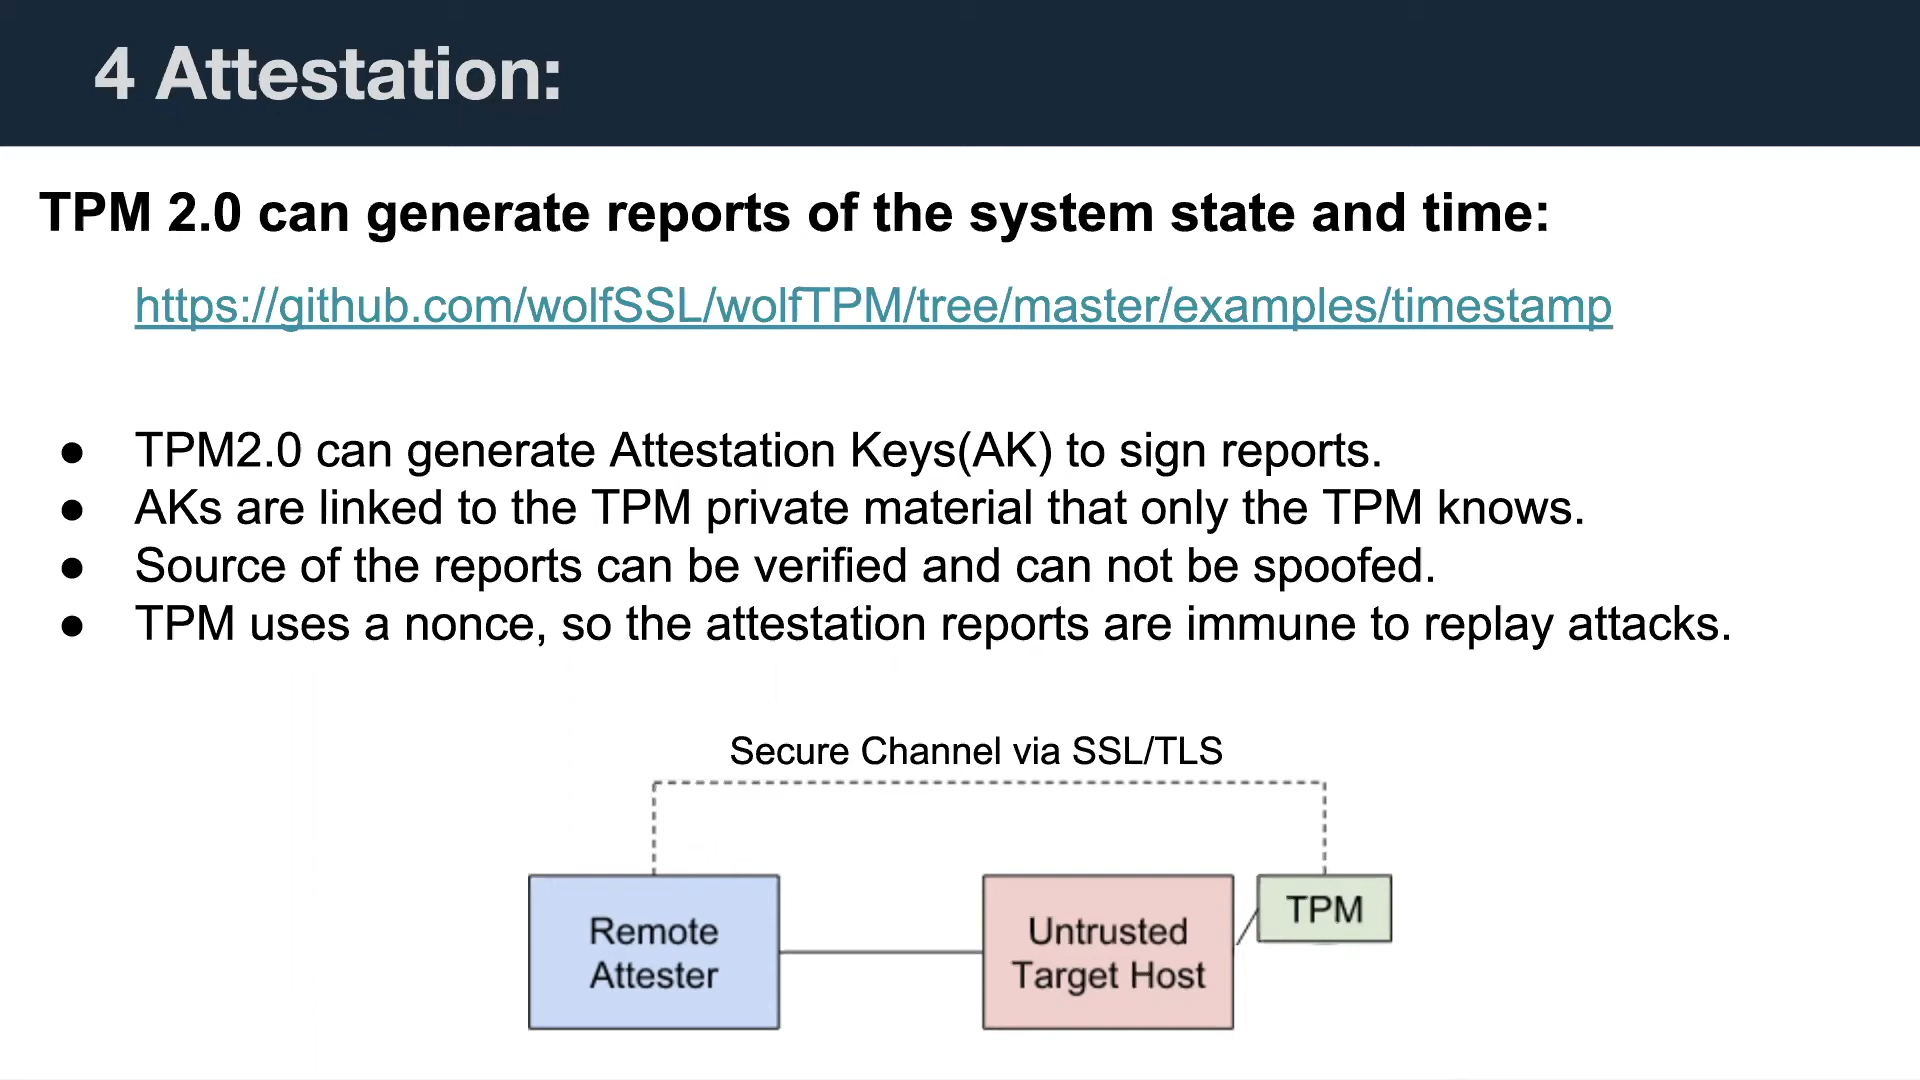 4 Attestation:
TPM 2.0 can generate reports of the system state and time:
https://github.com/wolfSSL/wolfTPM/tree/master/examples/timestamp
● TPM2.0 can generate Attestation Keys(AK) to sign reports.
● AKs are linked to the TPM private material that only the TPM knows.
● Source of the reports can be verified and can not be spoofed.
● TPM uses a nonce, so the attestation reports are immune to replay attacks.
Secure Channel via SSL/TLS
Remote
Attester
Untrusted
Target Host
TPM